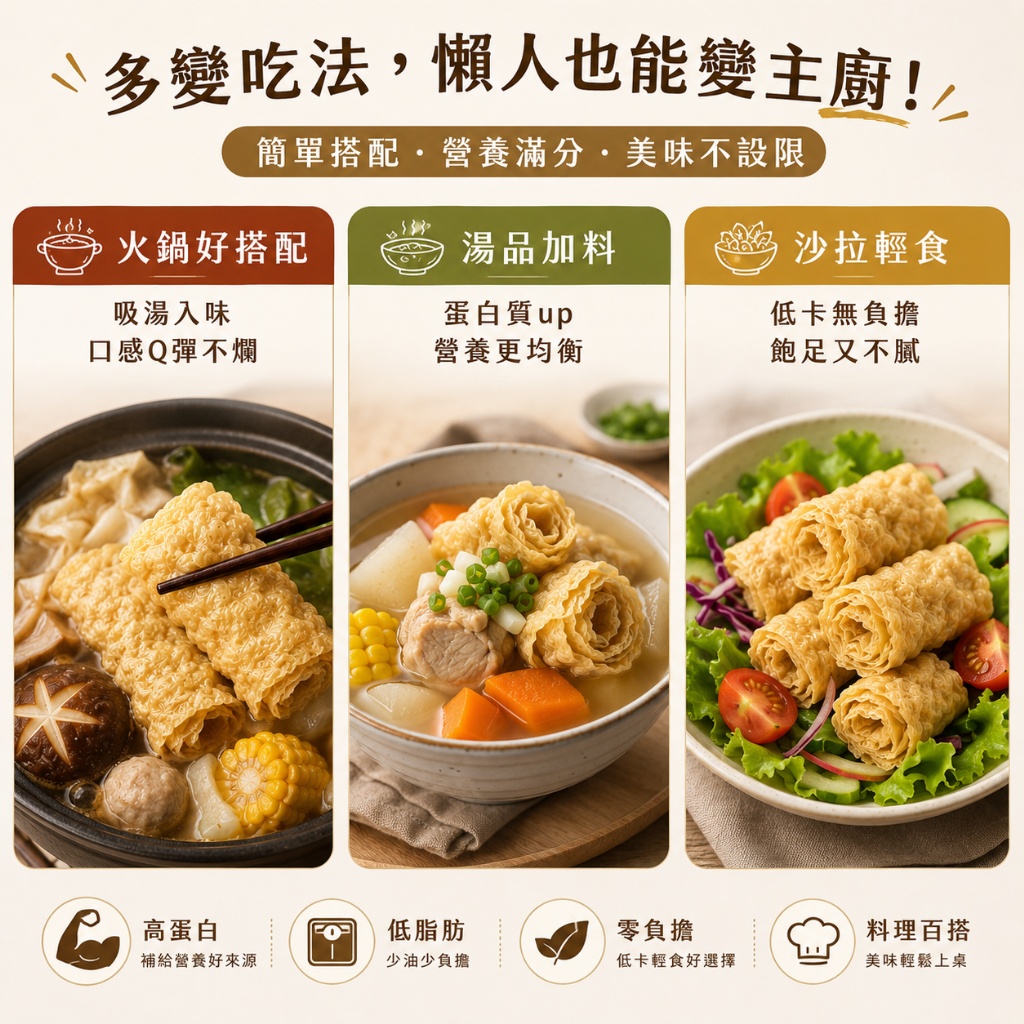 多變吃法，懶人也能變主廚！
簡單搭配·營養滿分·美味不設限
火鍋好搭配
吸湯入味
口感Q彈不爛
湯品加料
蛋白質up
營養更均衡
沙拉輕食
低卡無負擔
飽足又不膩
高蛋白
補給營養好來源
低脂肪
少油少負擔
零負擔
低卡輕食好選擇
料理百搭
美味輕鬆上桌